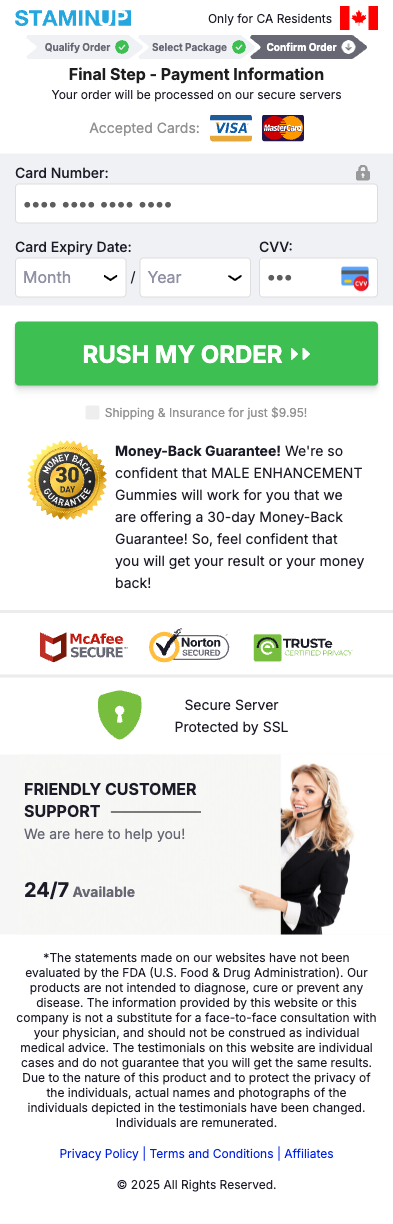 STAMINUP
Only for CA Residents
Qualify Order
Select Package
Confirm Order
Final Step - Payment Information
Your order will be processed on our secure servers
Accepted Cards: VISA MasterCard
Card Number:
•••• •••• •••• ••••
Card Expiry Date:
CVV:
Month / Year
•••
CVV
RUSH MY ORDER
Shipping & Insurance for just $9.95!
MONEY BACK
30
DAY
GUARANTEE
Money-Back Guarantee! We're so
confident that MALE ENHANCEMENT
Gummies will work for you that we
are offering a 30-day Money-Back
Guarantee! So, feel confident that
you will get your result or your money
back!
McAfee
SECURE™
Norton
SECURED
TRUSTe
CERTIFIED PRIVACY
Secure Server
Protected by SSL
FRIENDLY CUSTOMER
SUPPORT
We are here to help you!
24/7 Available
*The statements made on our websites have not been
evaluated by the FDA (U.S. Food & Drug Administration). Our
products are not intended to diagnose, cure or prevent any
disease. The information provided by this website or this
company is not a substitute for a face-to-face consultation with
your physician, and should not be construed as individual
medical advice. The testimonials on this website are individual
cases and do not guarantee that you will get the same results.
Due to the nature of this product and to protect the privacy of
the individuals, actual names and photographs of the
individuals depicted in the testimonials have been changed.
Individuals are remunerated.
Privacy Policy | Terms and Conditions | Affiliates
© 2025 All Rights Reserved.